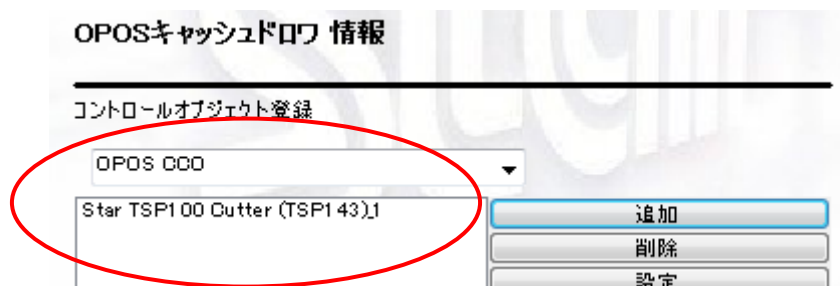 OPOSキャッシュドロワ 情報
コントロールオブジェクト登録
OPOS CCO
Star TSP100 Cutter (TSP143)_1
追加
削除
設定